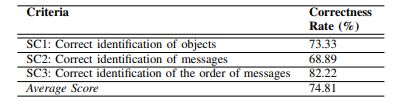 Criteria Correctness
Rate (%)
SC1: Correct identification of objects 73.33
SC2: Correct identification of messages 68.89
SC3: Correct identification of the order of messages 82.22
Average Score 74.81